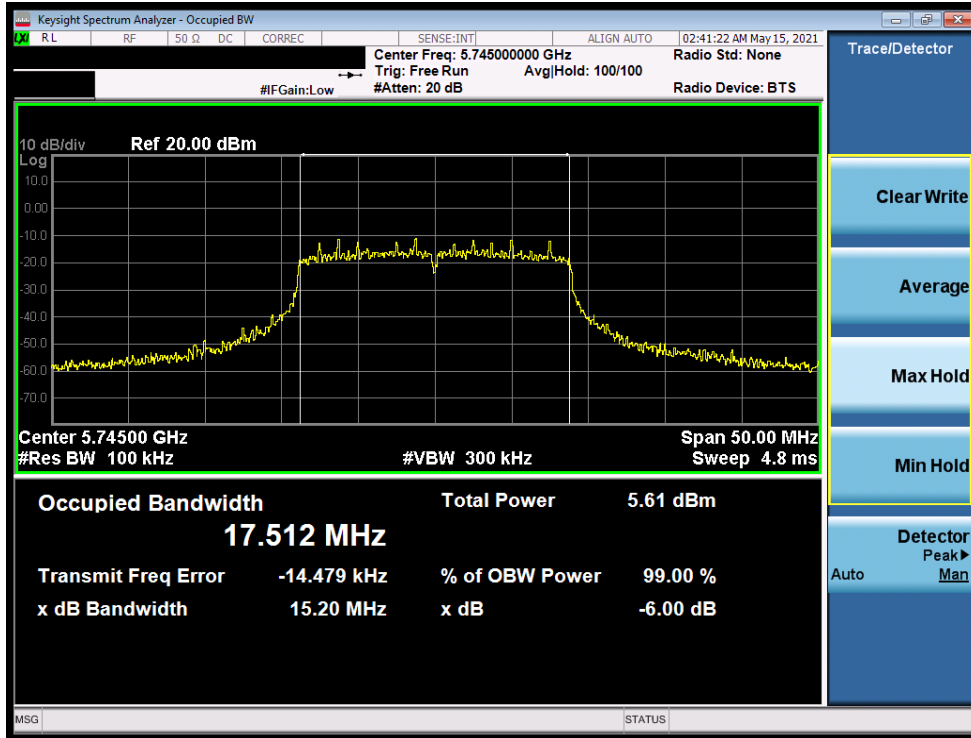 Keysight Spectrum Analyzer - Occupied BW
LXI RL RF 50 Ω DC CORREC SENSE:INT ALIGN AUTO 02:41:22 AM May 15, 2021
Center Freq: 5.745000000 GHz Radio Std: None
Trig: Free Run Avg|Hold: 100/100
#IFGain:Low #Atten: 20 dB Radio Device: BTS
Trace/Detector
10 dB/div Ref 20.00 dBm
Log
10.0
0.00
-10.0
-20.0
-30.0
-40.0
-50.0
-60.0
-70.0
Center 5.74500 GHz Span 50.00 MHz
#Res BW 100 kHz #VBW 300 kHz Sweep 4.8 ms
Occupied Bandwidth Total Power 5.61 dBm
17.512 MHz
Transmit Freq Error -14.479 kHz % of OBW Power 99.00 %
x dB Bandwidth 15.20 MHz x dB -6.00 dB
Clear Write
Average
Max Hold
Min Hold
Detector
Peak▶
Auto Man
MSG STATUS